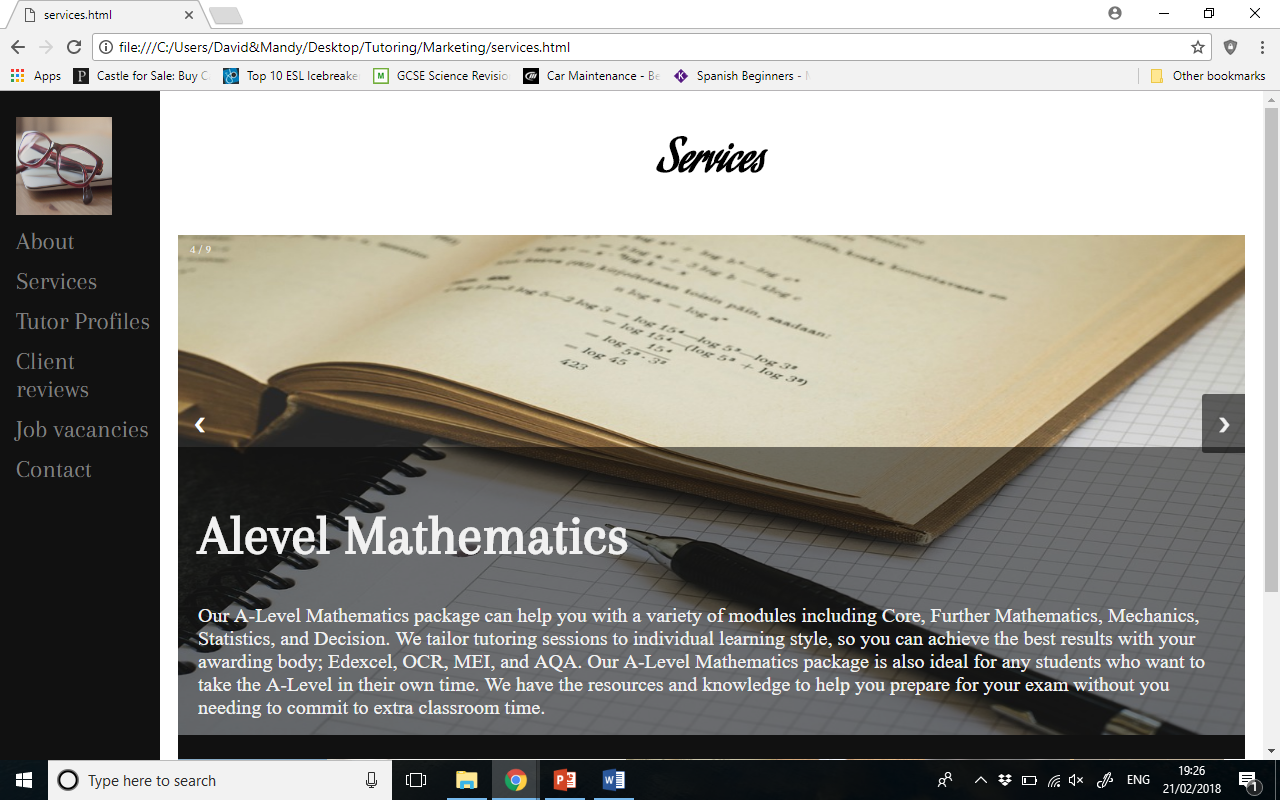 services.html
file:///C:/Users/David&Mandy/Desktop/Tutoring/Marketing/services.html
Apps
Castle for Sale: Buy C
Top 10 ESL Icebreake
GCSE Science Revisio
Car Maintenance - Be
Spanish Beginners -
Other bookmarks
About
Services
Tutor Profiles
Client
reviews
Job vacancies
Contact
Services
4 / 9
log 15⁴
423
Alevel Mathematics
Our A-Level Mathematics package can help you with a variety of modules including Core, Further Mathematics, Mechanics,
Statistics, and Decision. We tailor tutoring sessions to individual learning style, so you can achieve the best results with your
awarding body; Edexcel, OCR, MEI, and AQA. Our A-Level Mathematics package is also ideal for any students who want to
take the A-Level in their own time. We have the resources and knowledge to help you prepare for your exam without you
needing to commit to extra classroom time.
Type here to search
ENG
19:26
21/02/2018
1